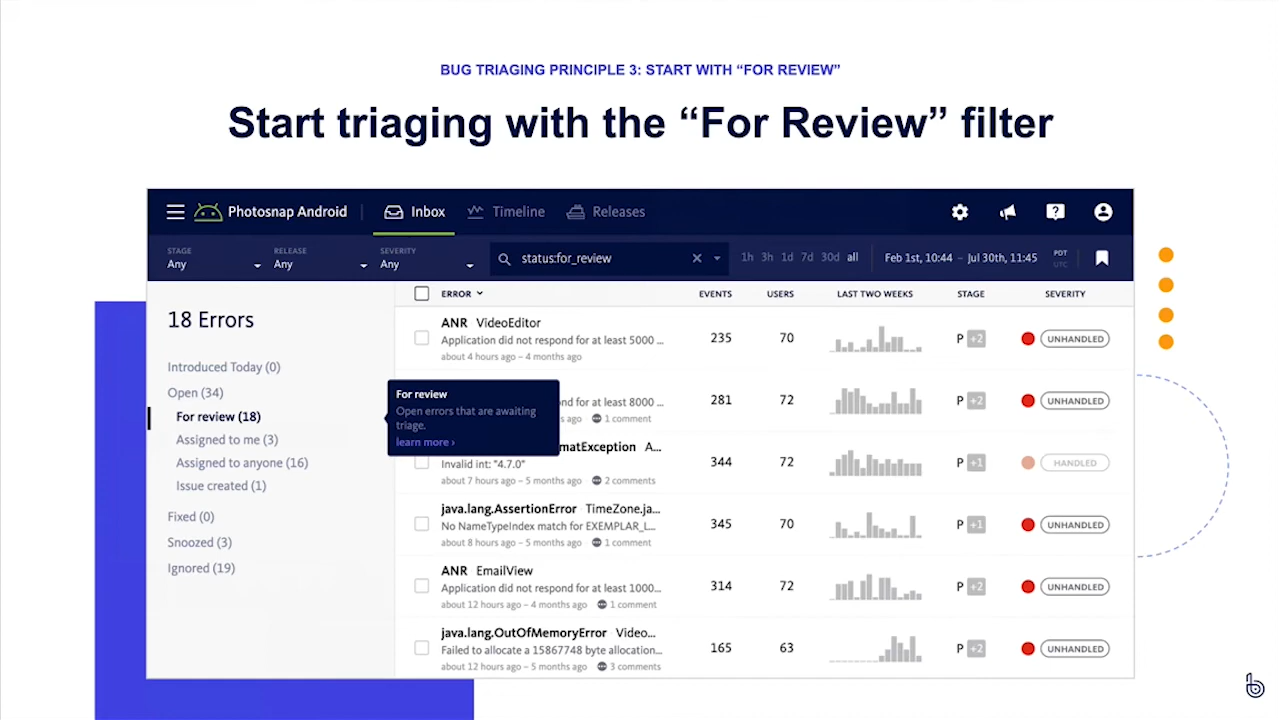 BUG TRIAGING PRINCIPLE 3: START WITH “FOR REVIEW”
Start triaging with the “For Review” filter
Photosnap Android
Inbox
Timeline
Releases
STAGE
Any
RELEASE
Any
SEVERITY
Any
status:for_review
1h 3h 1d 7d 30d all
Feb 1st, 10:44 – Jul 30th, 11:45
PDT
UTC
18 Errors
Introduced Today (0)
Open (34)
For review (18)
Assigned to me (3)
Assigned to anyone (16)
Issue created (1)
Fixed (0)
Snoozed (3)
Ignored (19)
For review
Open errors that are awaiting
triage.
learn more ›
ERROR EVENTS USERS LAST TWO WEEKS STAGE SEVERITY
ANR VideoEditor
Application did not respond for at least 5000 ...
about 4 hours ago – 4 months ago
235 70 P +2 UNHANDLED
nd for at least 8000 ...
s ago 1 comment
281 72 P +2 UNHANDLED
matException A...
Invalid int: "4.7.0"
about 7 hours ago – 5 months ago 2 comments
344 72 P +1 HANDLED
java.lang.AssertionError TimeZone.ja...
No NameTypeIndex match for EXEMPLAR_L...
about 8 hours ago – 5 months ago 1 comment
345 70 P +1 UNHANDLED
ANR EmailView
Application did not respond for at least 1000...
about 12 hours ago – 4 months ago 1 comment
314 72 P +2 UNHANDLED
java.lang.OutOfMemoryError Video...
Failed to allocate a 15867748 byte allocation...
about 12 hours ago – 5 months ago 3 comments
165 63 P +2 UNHANDLED